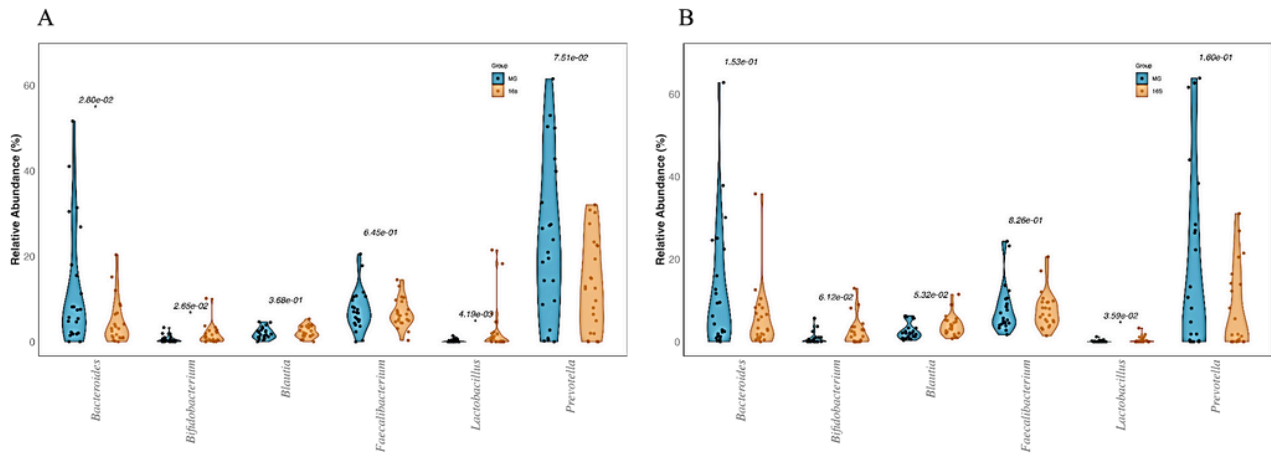 A
Relative Abundance (%)
60
40
20
0
2.80e-02
2.65e-02
3.68e-01
6.45e-01
4.19e-03
7.51e-02
Group
MG
16s
Bacteroides
Bifidobacterium
Blautia
Faecalibacterium
Lactobacillus
Prevotella
B
Relative Abundance (%)
60
40
20
0
1.53e-01
6.12e-02
5.32e-02
8.26e-01
3.59e-02
1.60e-01
Group
MG
16S
Bacteroides
Bifidobacterium
Blautia
Faecalibacterium
Lactobacillus
Prevotella